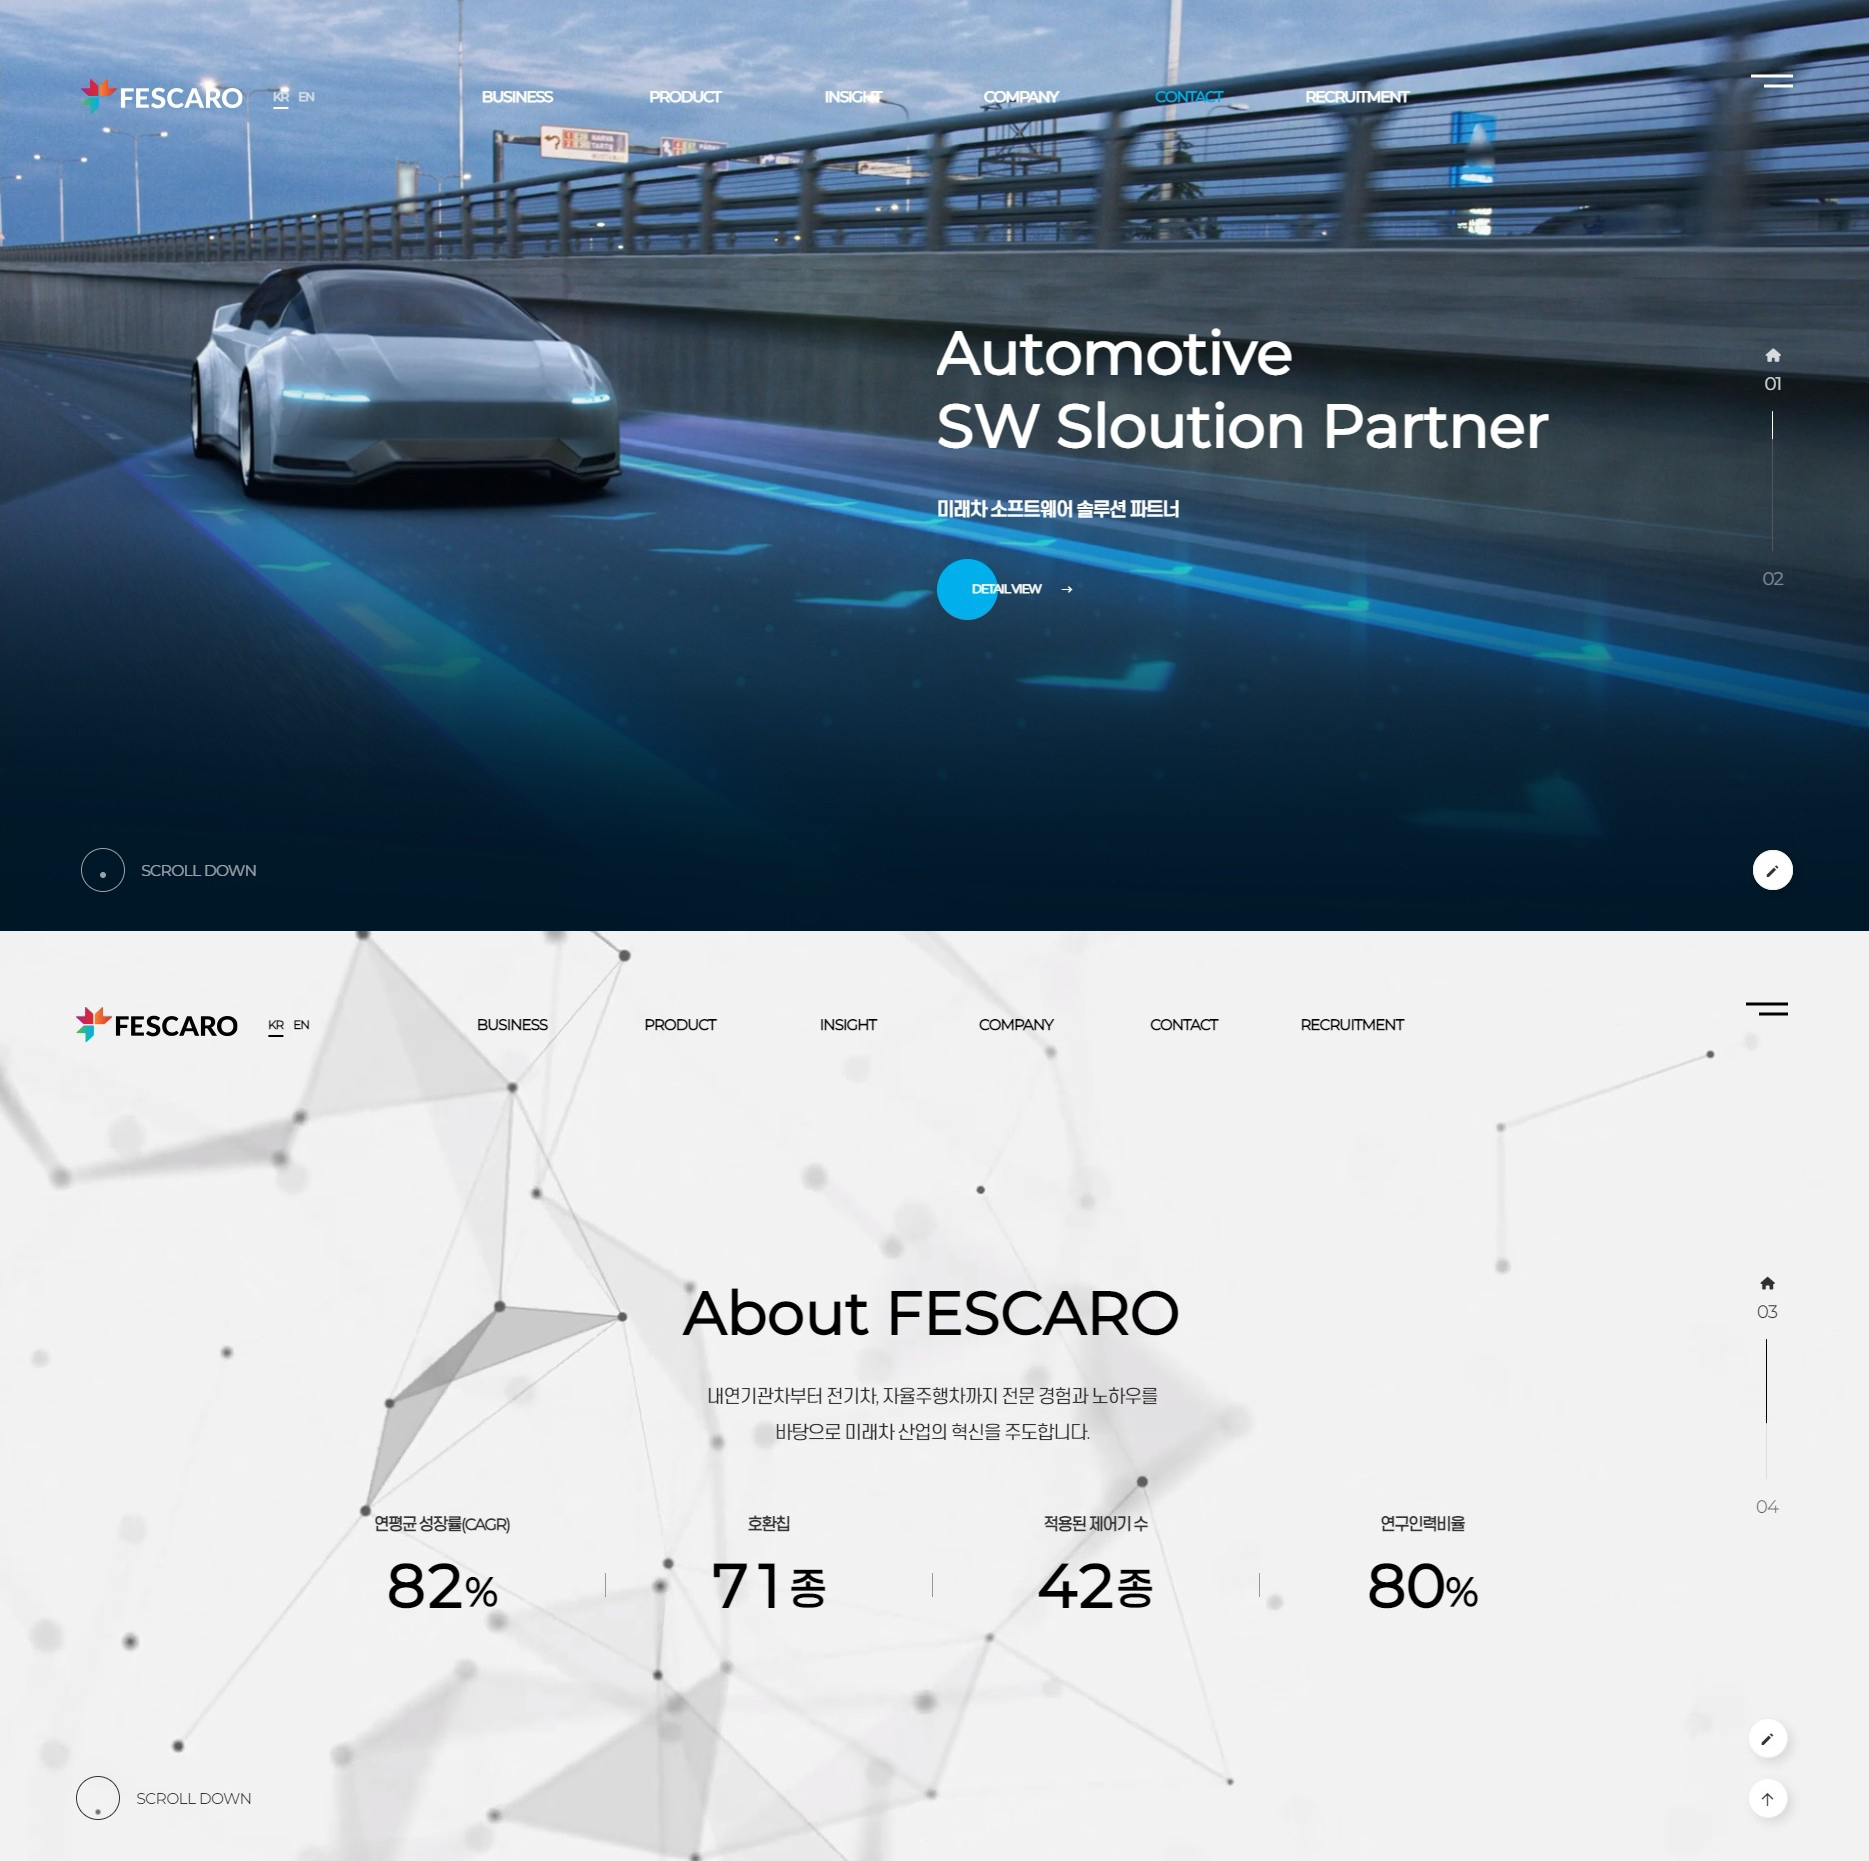 FESCARO KR EN BUSINESS PRODUCT INSIGHT COMPANY CONTACT RECRUITMENT
Automotive
SW Sloution Partner
미래차 소프트웨어 솔루션 파트너
DETAIL VIEW →
01
02
SCROLL DOWN
FESCARO KR EN BUSINESS PRODUCT INSIGHT COMPANY CONTACT RECRUITMENT
About FESCARO
내연기관차부터 전기차, 자율주행차까지 전문 경험과 노하우를
바탕으로 미래차 산업의 혁신을 주도합니다.
03
04
연평균 성장률(CAGR) 호환칩 적용된 제어기 수 연구인력비율
82% 71종 42종 80%
SCROLL DOWN